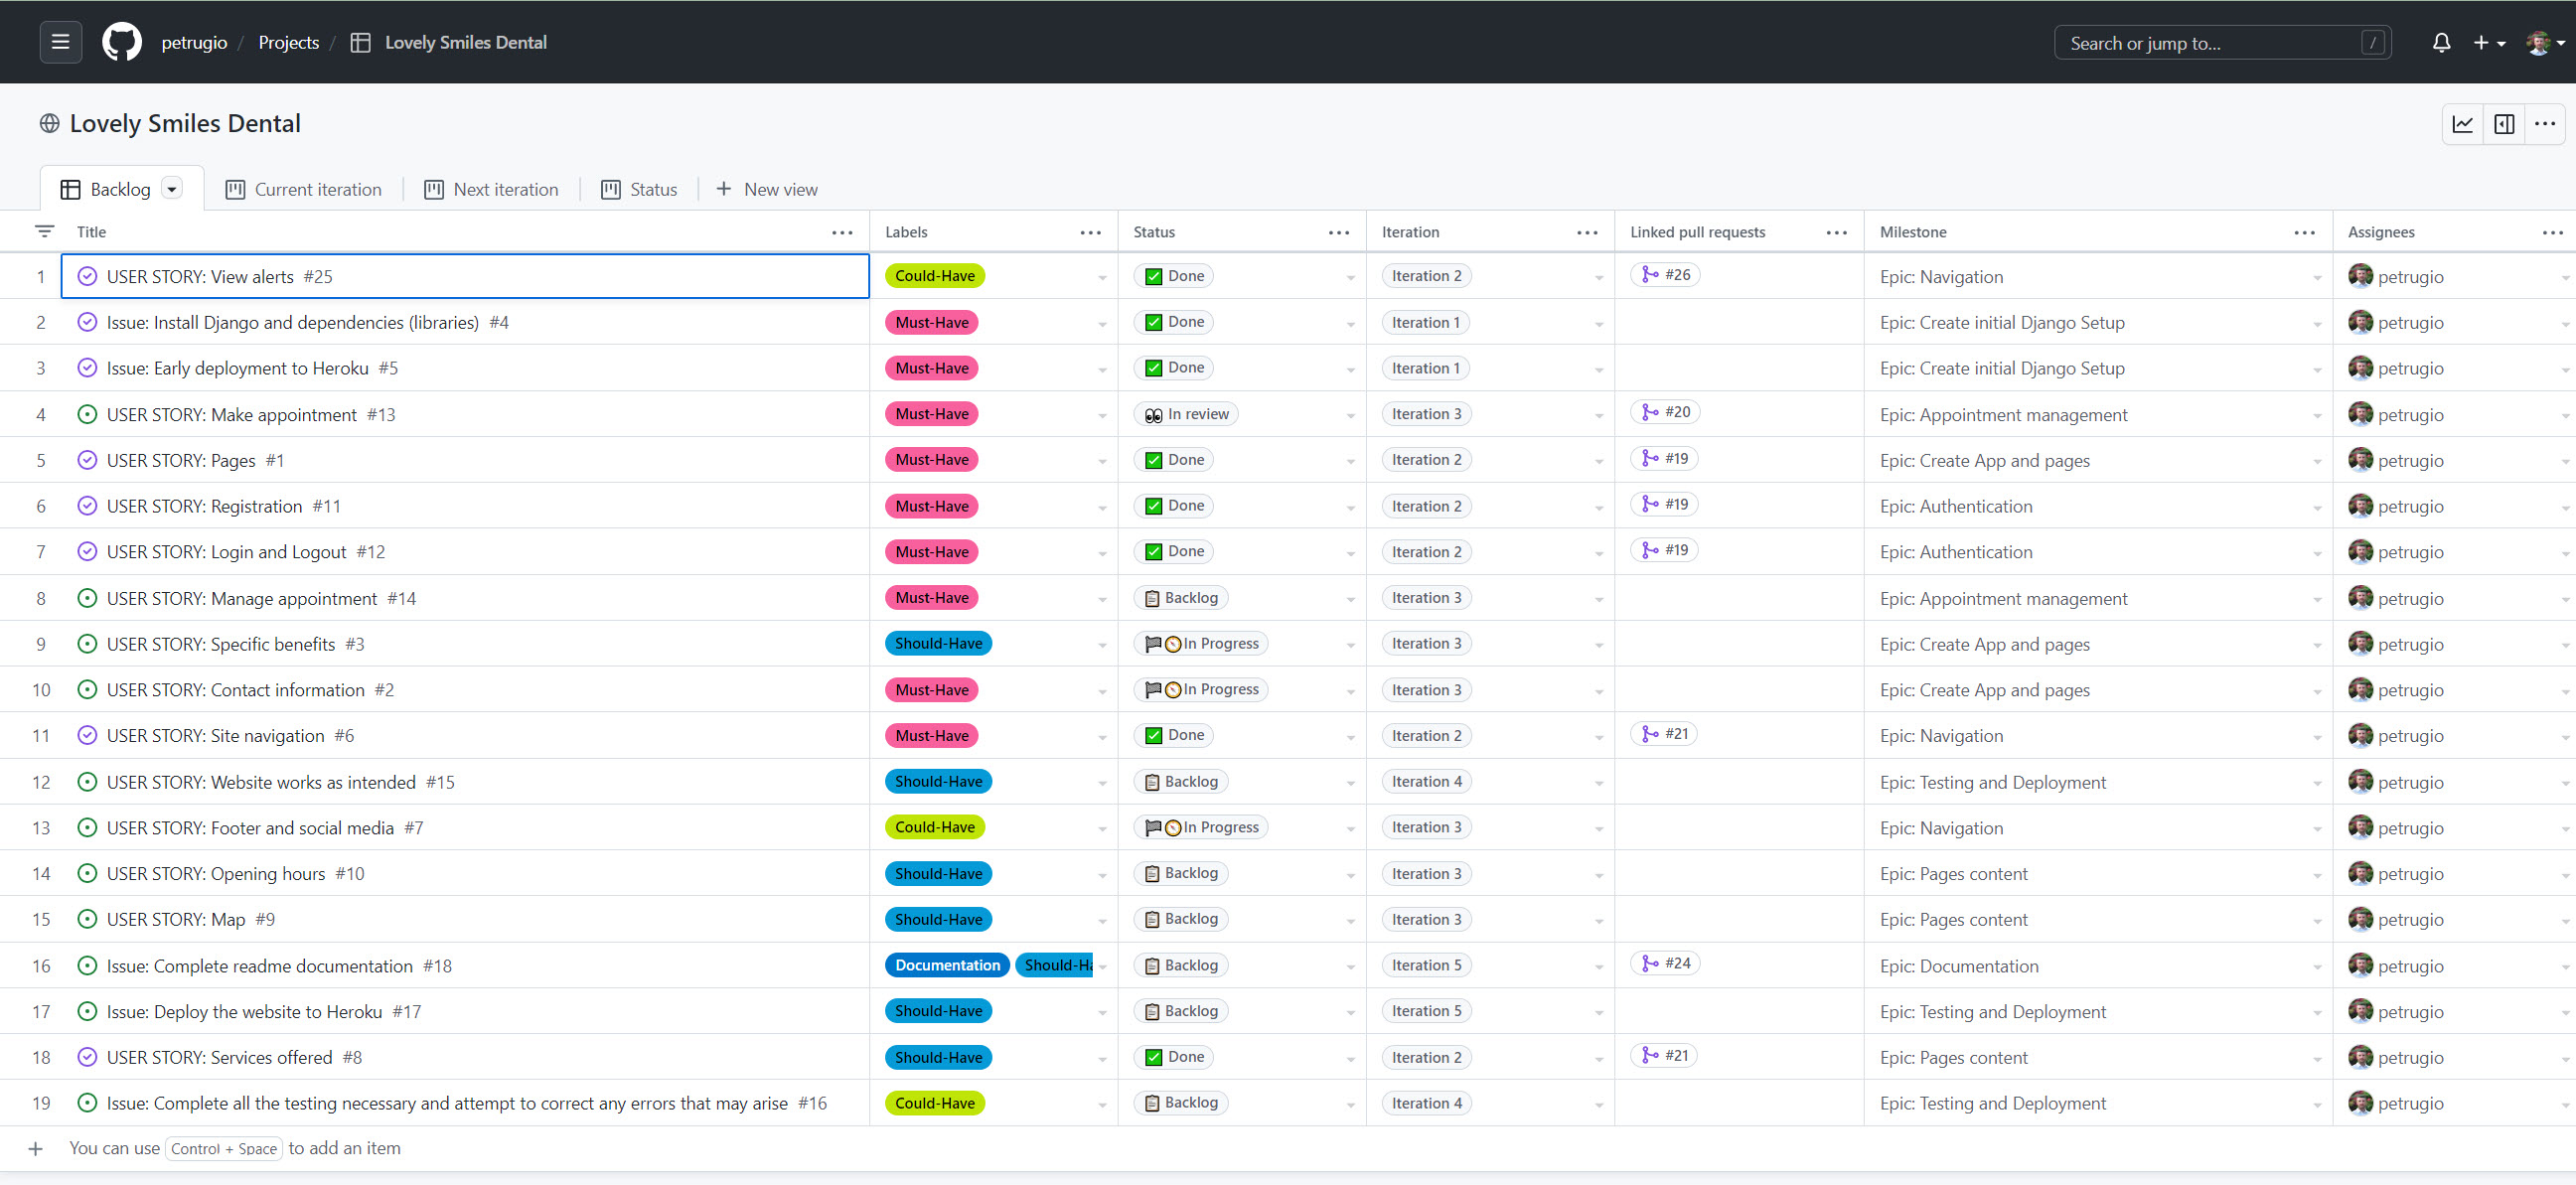 petrugio / Projects / Lovely Smiles Dental Search or jump to... /
Lovely Smiles Dental
Backlog Current iteration Next iteration Status + New view
Title Labels Status Iteration Linked pull requests Milestone Assignees
1 USER STORY: View alerts #25 Could-Have Done Iteration 2 #26 Epic: Navigation petrugio
2 Issue: Install Django and dependencies (libraries) #4 Must-Have Done Iteration 1 Epic: Create initial Django Setup petrugio
3 Issue: Early deployment to Heroku #5 Must-Have Done Iteration 1 Epic: Create initial Django Setup petrugio
4 USER STORY: Make appointment #13 Must-Have In review Iteration 3 #20 Epic: Appointment management petrugio
5 USER STORY: Pages #1 Must-Have Done Iteration 2 #19 Epic: Create App and pages petrugio
6 USER STORY: Registration #11 Must-Have Done Iteration 2 #19 Epic: Authentication petrugio
7 USER STORY: Login and Logout #12 Must-Have Done Iteration 2 #19 Epic: Authentication petrugio
8 USER STORY: Manage appointment #14 Must-Have Backlog Iteration 3 Epic: Appointment management petrugio
9 USER STORY: Specific benefits #3 Should-Have In Progress Iteration 3 Epic: Create App and pages petrugio
10 USER STORY: Contact information #2 Must-Have In Progress Iteration 3 Epic: Create App and pages petrugio
11 USER STORY: Site navigation #6 Must-Have Done Iteration 2 #21 Epic: Navigation petrugio
12 USER STORY: Website works as intended #15 Should-Have Backlog Iteration 4 Epic: Testing and Deployment petrugio
13 USER STORY: Footer and social media #7 Could-Have In Progress Iteration 3 Epic: Navigation petrugio
14 USER STORY: Opening hours #10 Should-Have Backlog Iteration 3 Epic: Pages content petrugio
15 USER STORY: Map #9 Should-Have Backlog Iteration 3 Epic: Pages content petrugio
16 Issue: Complete readme documentation #18 Documentation Should-Ha Backlog Iteration 5 #24 Epic: Documentation petrugio
17 Issue: Deploy the website to Heroku #17 Should-Have Backlog Iteration 5 Epic: Testing and Deployment petrugio
18 USER STORY: Services offered #8 Should-Have Done Iteration 2 #21 Epic: Pages content petrugio
19 Issue: Complete all the testing necessary and attempt to correct any errors that may arise #16 Could-Have Backlog Iteration 4 Epic: Testing and Deployment petrugio
+ You can use Control + Space to add an item